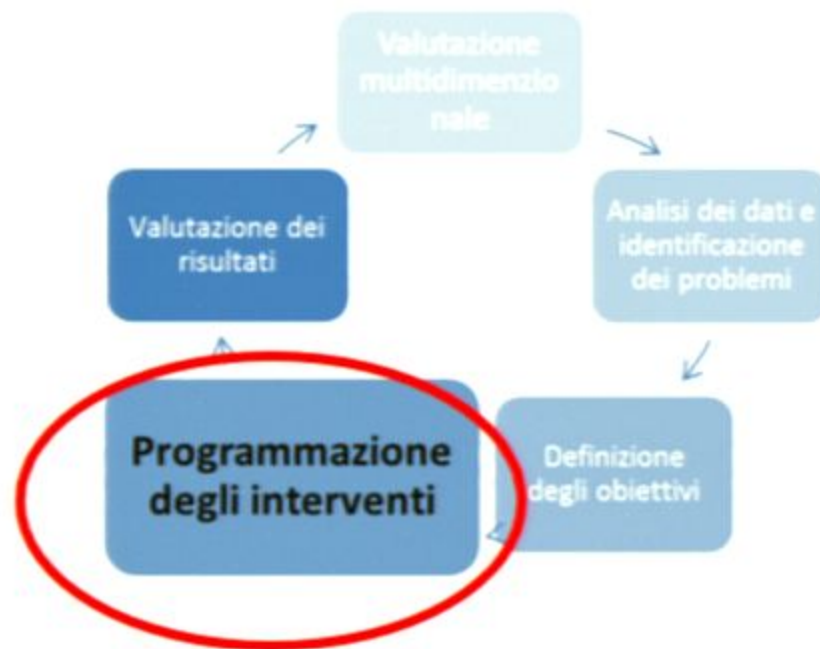 Valutazione
multidimenzio
nale
Analisi dei dati e
identificazione
dei problemi
Definizione
degli obiettivi
Programmazione
degli interventi
Valutazione dei
risultati